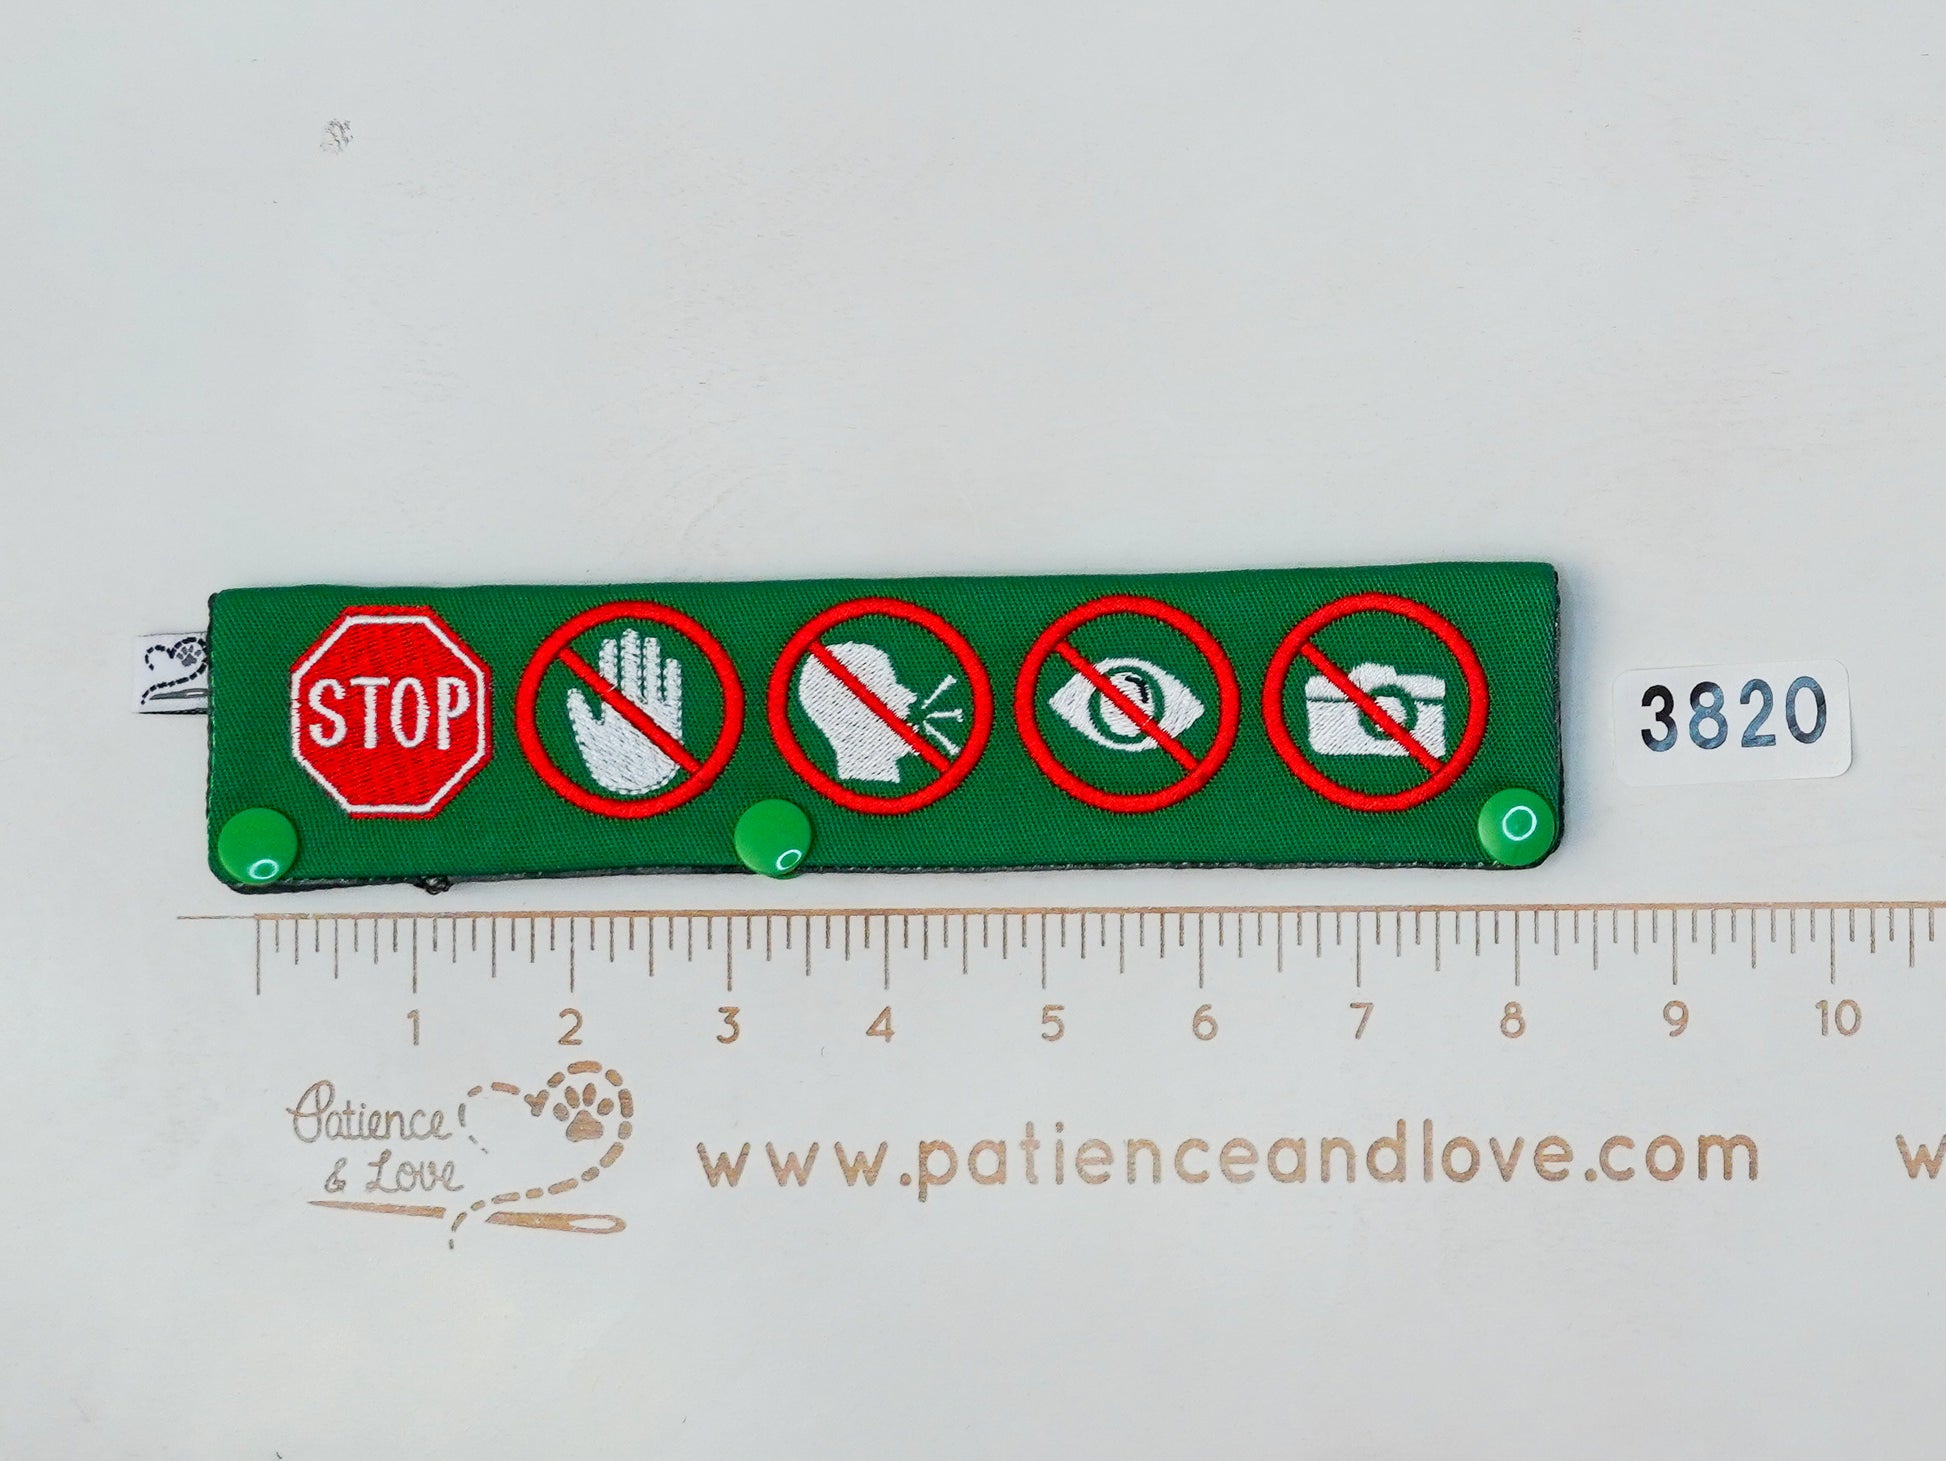 STOP
3820
1 2 3 4 5 6 7 8 9 10
Patience
& Love
www.patienceandlove.com
w